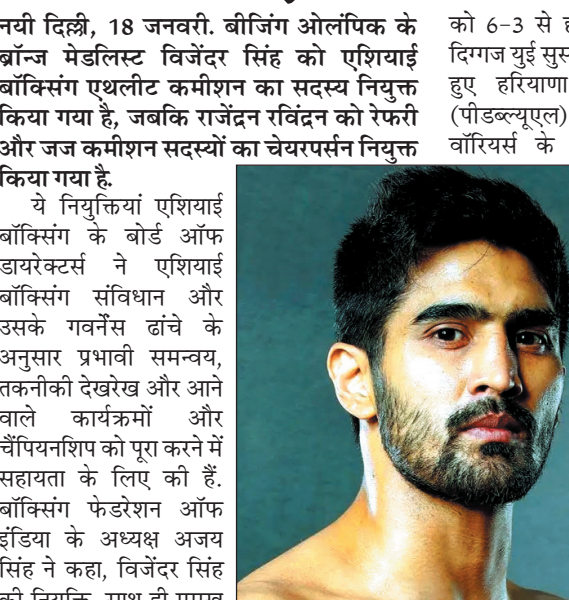 नयी दिल्ली, 18 जनवरी. बीजिंग ओलंपिक के
ब्रॉन्ज मेडलिस्ट विजेंदर सिंह को एशियाई
बॉक्सिंग एथलीट कमीशन का सदस्य नियुक्त
किया गया है, जबकि राजेंद्रन रविंद्रन को रेफरी
और जज कमीशन सदस्यों का चेयरपर्सन नियुक्त
किया गया है.
ये नियुक्तियां एशियाई
बॉक्सिंग के बोर्ड ऑफ
डायरेक्टर्स ने एशियाई
बॉक्सिंग संविधान और
उसके गवर्नेंस ढांचे के
अनुसार प्रभावी समन्वय,
तकनीकी देखरेख और आने
वाले कार्यक्रमों और
चैंपियनशिप को पूरा करने में
सहायता के लिए की हैं.
बॉक्सिंग फेडरेशन ऑफ
इंडिया के अध्यक्ष अजय
सिंह ने कहा, विजेंदर सिंह
की नियुक्ति, साथ ही
को 6-3 से
दिग्गज युई
हुए हरियाणा
(पीडब्ल्यूएल)
वॉरियर्स के